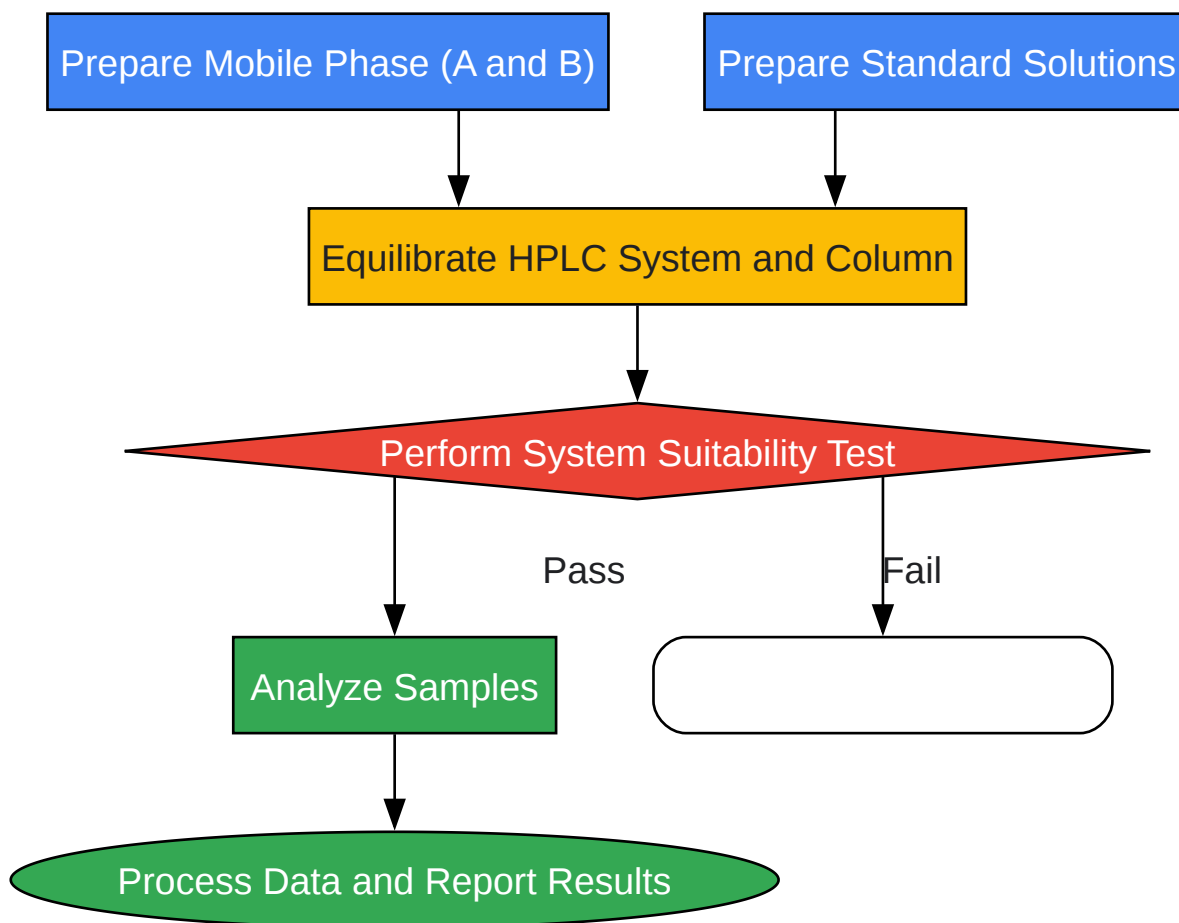 Prepare Mobile Phase (A and B)
Prepare Standard Solutions
Equilibrate HPLC System and Column
Perform System Suitability Test
Pass
Fail
Analyze Samples
Process Data and Report Results